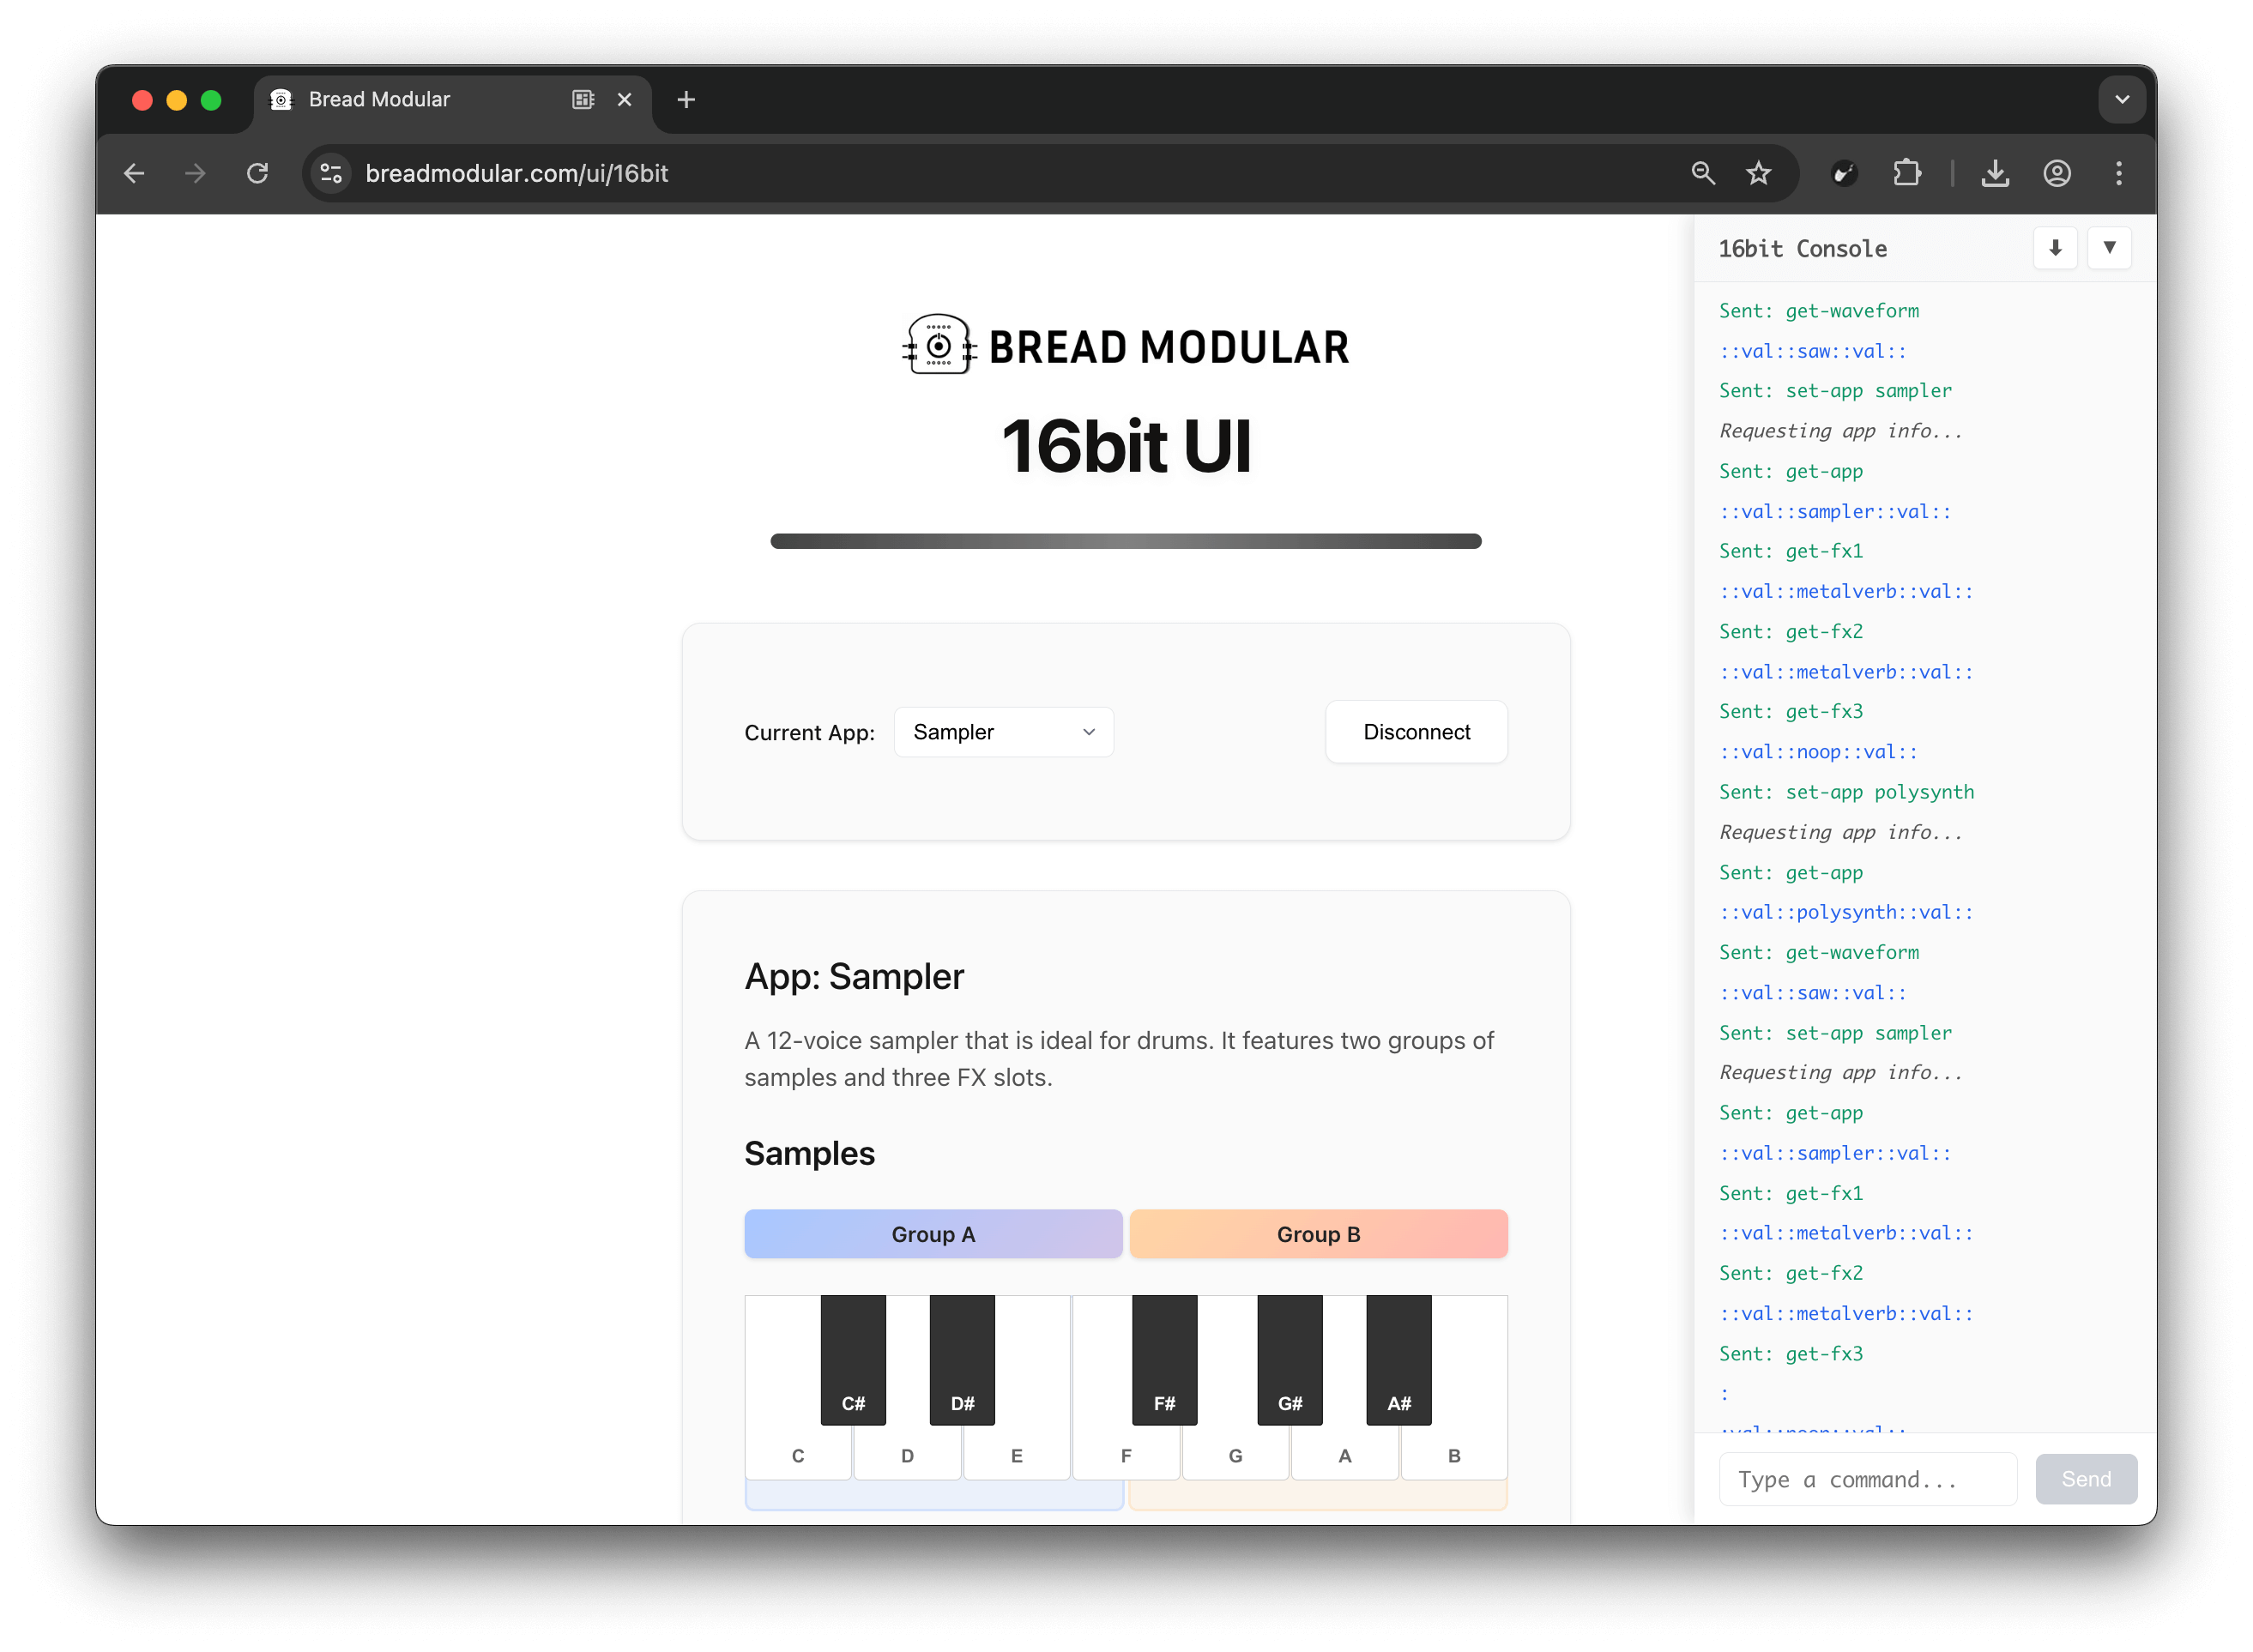 Bread Modular
breadmodular.com/ui/16bit
BREAD MODULAR
16bit UI
Current App:
Sampler
Disconnect
App: Sampler
A 12-voice sampler that is ideal for drums. It features two groups of
samples and three FX slots.
Samples
Group A
Group B
C#
D#
F#
G#
A#
C
D
E
F
G
A
B
16bit Console
Sent: get-waveform
::val::saw::val::
Sent: set-app sampler
Requesting app info...
Sent: get-app
::val::sampler::val::
Sent: get-fx1
::val::metalverb::val::
Sent: get-fx2
::val::metalverb::val::
Sent: get-fx3
::val::noop::val::
Sent: set-app polysynth
Requesting app info...
Sent: get-app
::val::polysynth::val::
Sent: get-waveform
::val::saw::val::
Sent: set-app sampler
Requesting app info...
Sent: get-app
::val::sampler::val::
Sent: get-fx1
::val::metalverb::val::
Sent: get-fx2
::val::metalverb::val::
Sent: get-fx3
:
:val::noop::val::
Type a command...
Send